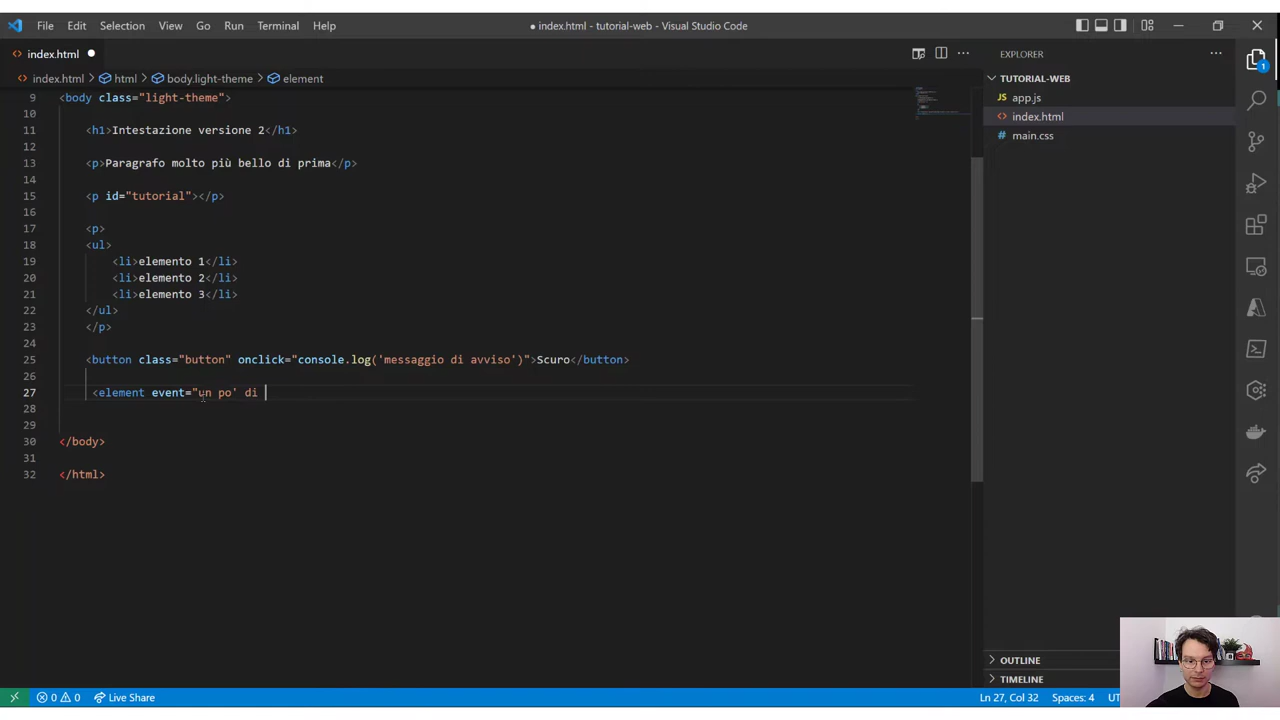 File Edit Selection View Go Run Terminal Help
● index.html - tutorial-web - Visual Studio Code
index.html
EXPLORER
index.html > html > body.light-theme > element
TUTORIAL-WEB
JS app.js
index.html
# main.css
1
9 <body class="light-theme">
10
11 <h1>Intestazione versione 2</h1>
12
13 <p>Paragrafo molto più bello di prima</p>
14
15 <p id="tutorial"></p>
16
17 <p>
18 <ul>
19 <li>elemento 1</li>
20 <li>elemento 2</li>
21 <li>elemento 3</li>
22 </ul>
23 </p>
24
25 <button class="button" onclick="console.log('messaggio di avviso')">Scuro</button>
26
27 <element event="un po' di
28
29
30 </body>
31
32 </html>
OUTLINE
TIMELINE
0 0 Live Share
Ln 27, Col 32 Spaces: 4